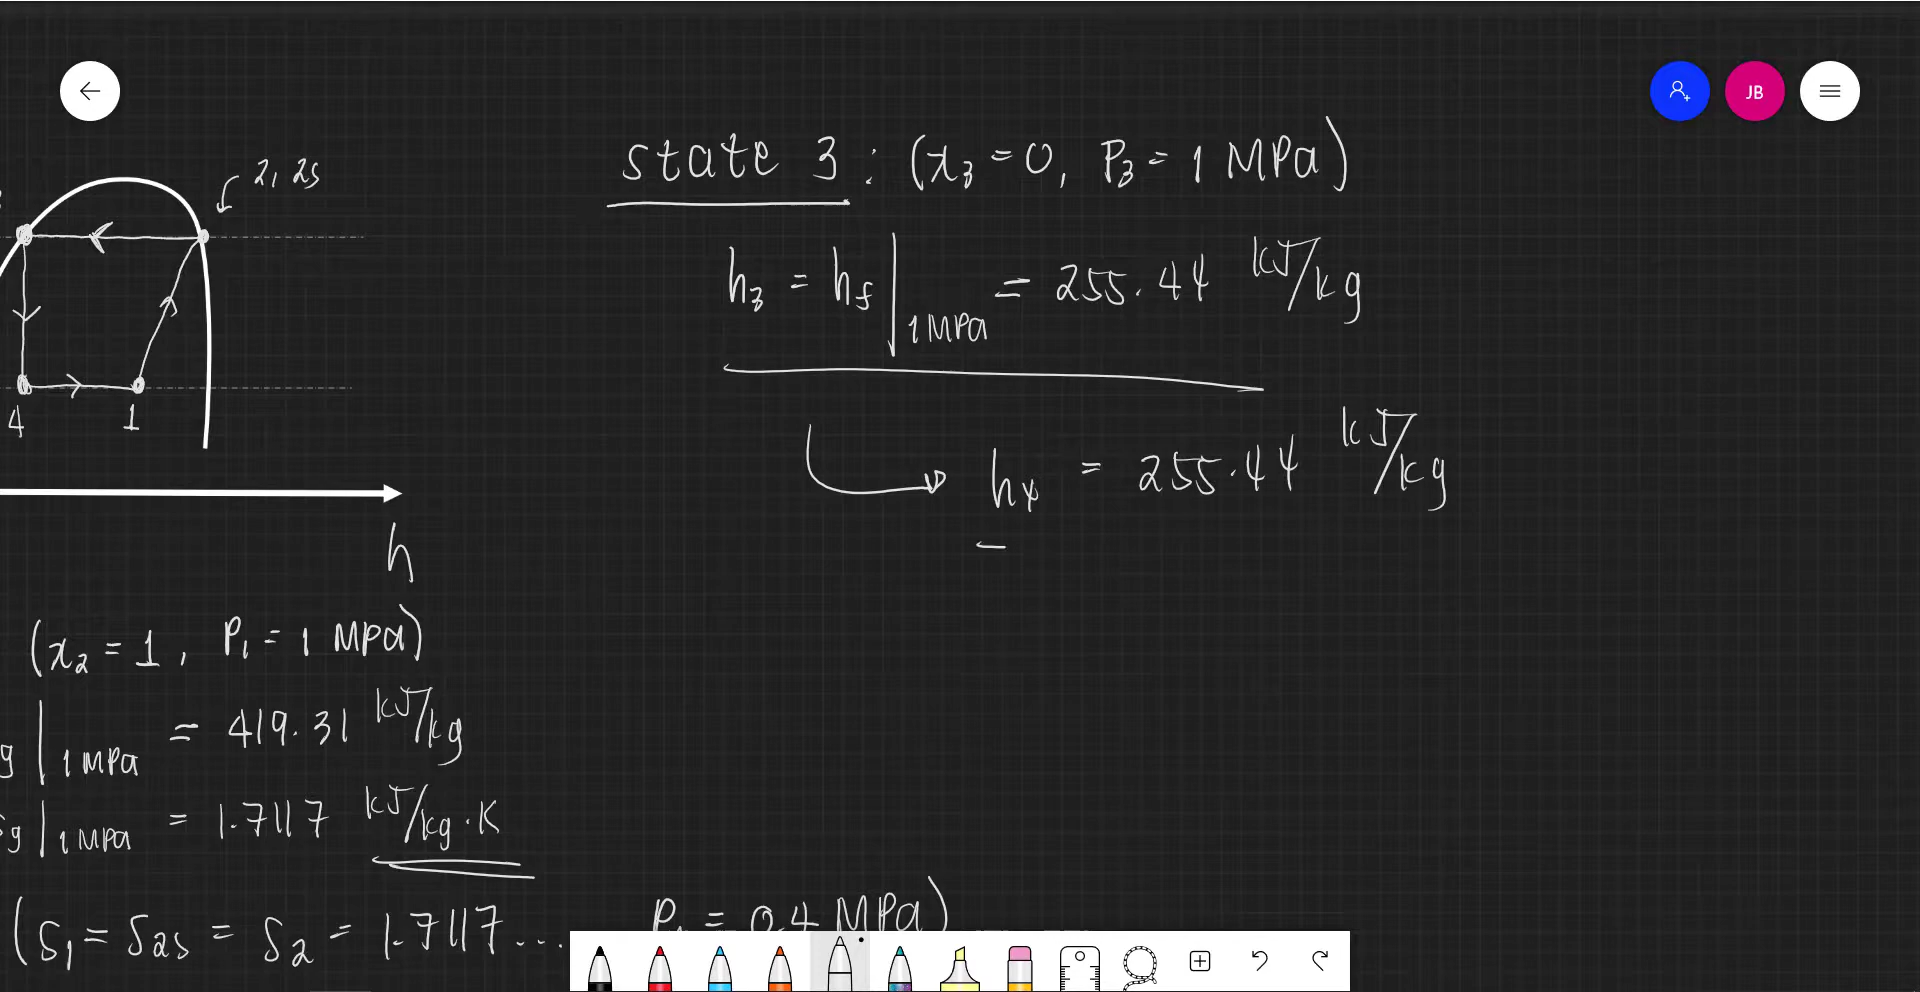 JB
2, 2s
4 1
h
state 3 : (x₃ = 0, P₃ = 1 MPa)
h₃ = h_f |₁ MPa = 255.44 kJ/kg
h₄ = 255.44 kJ/kg
(x₂ = 1, P₁ = 1 MPa)
g |₁ MPa = 419.31 kJ/kg
g |₁ MPa = 1.7117 kJ/kg·K
(s₁ = s₂s = s₂ = 1.7117... P₁ = 0.4 MPa)